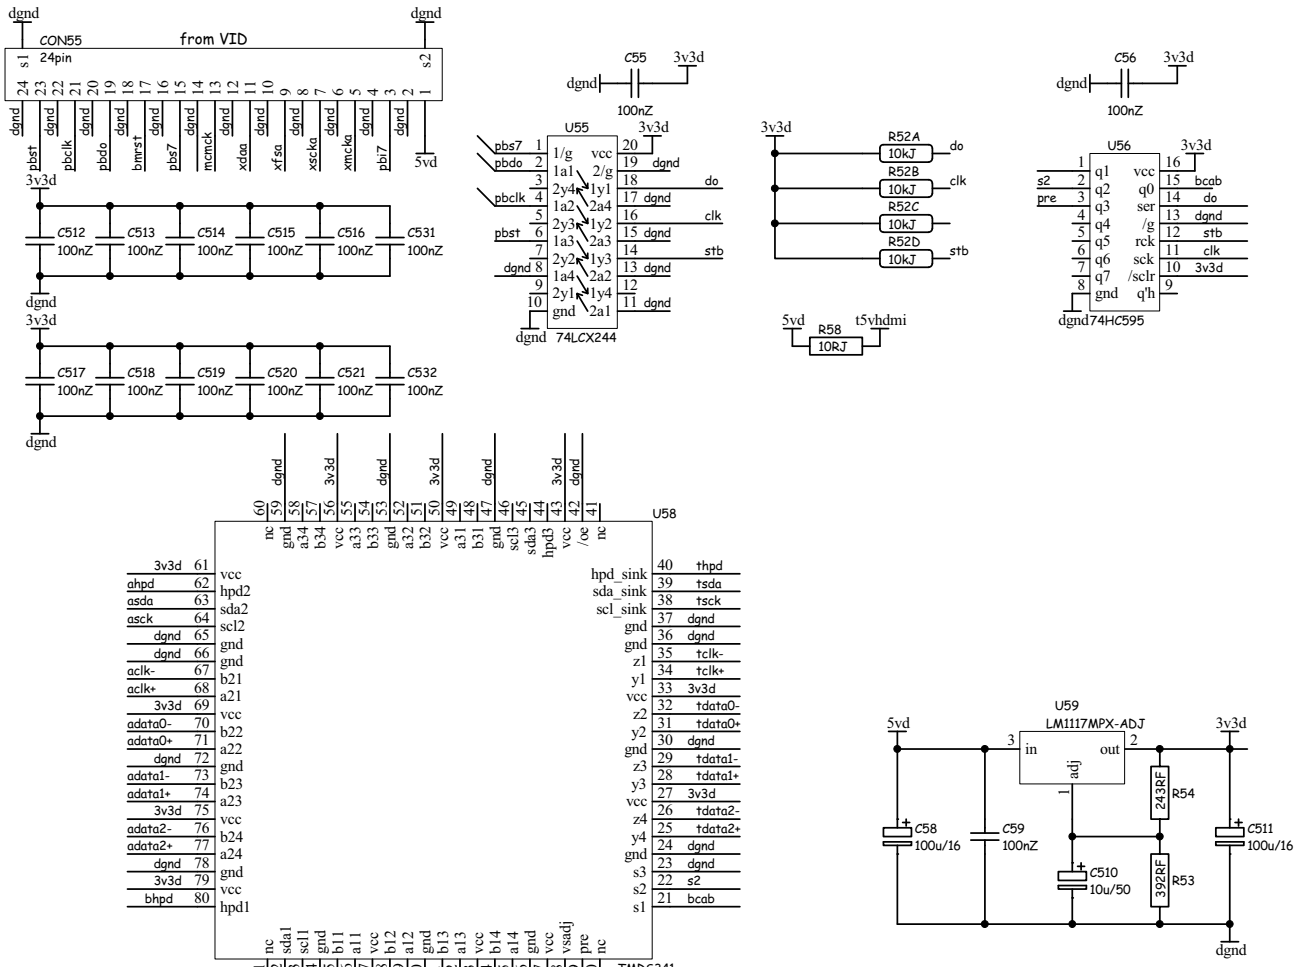 dgnd dgnd
CON55 from VID
24pin
s1 s2
24 23 22 21 20 19 18 17 16 15 14 13 12 11 10 9 8 7 6 5 4 3 2 1
dgnd pbst dgnd pbclk dgnd pbdo dgnd bmrst dgnd pbs7 dgnd mcmck dgnd xdaa dgnd xfsa dgnd xscka dgnd xmcka dgnd pbi7 dgnd 5vd
3v3d
C512 C513 C514 C515 C516 C531
100nZ 100nZ 100nZ 100nZ 100nZ 100nZ
dgnd
3v3d
C517 C518 C519 C520 C521 C532
100nZ 100nZ 100nZ 100nZ 100nZ 100nZ
dgnd
C55 3v3d
dgnd
100nZ
U55 3v3d
pbs7 1 1/g vcc 20
pbdo 2 1a1 2/g 19 dgnd
3 2y4 1y1 18 do
pbclk 4 1a2 2a4 17 dgnd
5 2y3 1y2 16 clk
pbst 6 1a3 2a3 15 dgnd
7 2y2 1y3 14 stb
dgnd 8 1a4 2a2 13 dgnd
9 2y1 1y4 12
10 gnd 2a1 11 dgnd
dgnd 74LCX244
3v3d
R52A do
10kJ
R52B clk
10kJ
R52C
10kJ
R52D stb
10kJ
5vd R58 t5vhdmi
10RJ
C56 3v3d
dgnd
100nZ
U56 3v3d
1 q1 vcc 16
s2 2 q2 q0 15 bcab
pre 3 q3 ser 14 do
4 q4 /g 13 dgnd
5 q5 rck 12 stb
6 q6 sck 11 clk
7 q7 /sclr 10 3v3d
8 gnd q'h 9
dgnd 74HC595
dgnd 3v3d dgnd 3v3d dgnd 3v3d dgnd
60 59 58 57 56 55 54 53 52 51 50 49 48 47 46 45 44 43 42 41
U58
nc gnd a34 b34 vcc a33 b33 gnd a32 b32 vcc a31 b31 gnd scl3 sda3 hpd3 vcc /oe nc
3v3d 61 vcc hpd_sink 40 thpd
ahpd 62 hpd2 sda_sink 39 tsda
asda 63 sda2 scl_sink 38 tsck
asck 64 scl2 gnd 37 dgnd
dgnd 65 gnd gnd 36 dgnd
dgnd 66 gnd z1 35 tclk-
aclk- 67 b21 y1 34 tclk+
aclk+ 68 a21 vcc 33 3v3d
3v3d 69 vcc z2 32 tdata0-
adata0- 70 b22 y2 31 tdata0+
adata0+ 71 a22 gnd 30 dgnd
dgnd 72 gnd z3 29 tdata1-
adata1- 73 b23 y3 28 tdata1+
adata1+ 74 a23 vcc 27 3v3d
3v3d 75 vcc z4 26 tdata2-
adata2- 76 b24 y4 25 tdata2+
adata2+ 77 a24 gnd 24 dgnd
dgnd 78 gnd s3 23 dgnd
3v3d 79 vcc s2 22 s2
bhpd 80 hpd1 s1 21 bcab
nc sda1 scl1 gnd b11 a11 vcc b12 a12 gnd b13 a13 vcc b14 a14 gnd vcc vsadj pre nc
U59
LM1117MPX-ADJ
5vd 3 in out 2 3v3d
adj
1
243RF R54
C58 C59 C511
100u/16 100nZ 100u/16
C510
10u/50
392RF R53
dgnd